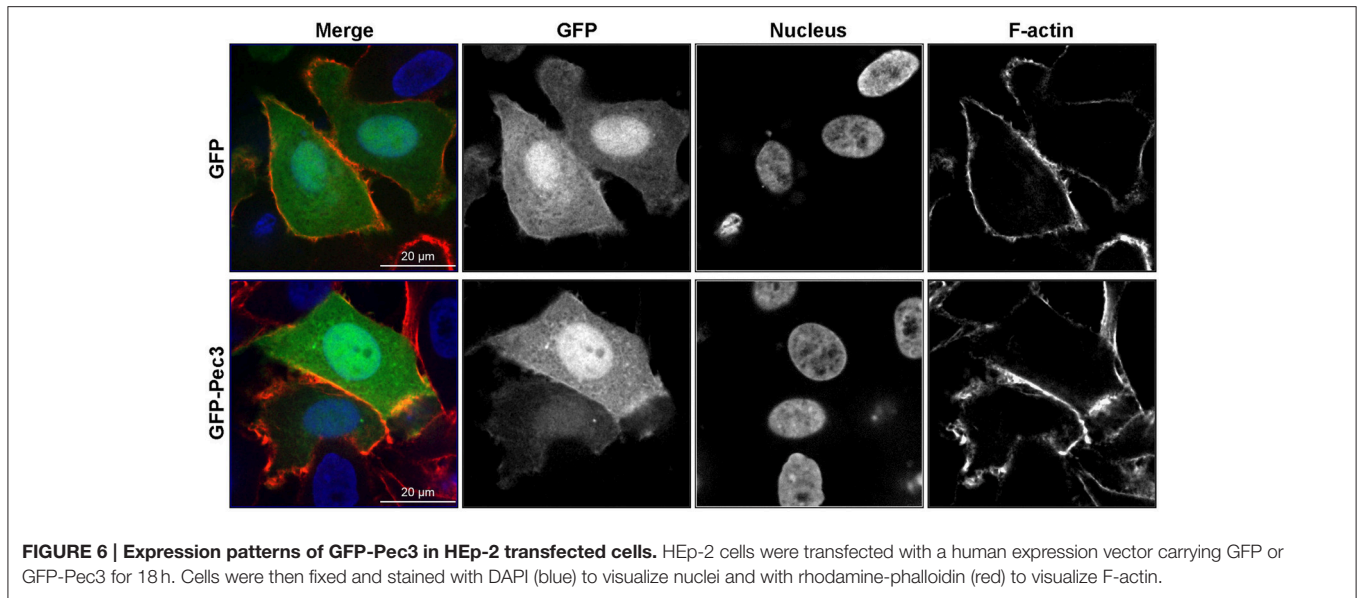 Merge GFP Nucleus F-actin
GFP
20 µm
GFP-Pec3
20 µm
FIGURE 6 | Expression patterns of GFP-Pec3 in HEp-2 transfected cells. HEp-2 cells were transfected with a human expression vector carrying GFP or
GFP-Pec3 for 18 h. Cells were then fixed and stained with DAPI (blue) to visualize nuclei and with rhodamine-phalloidin (red) to visualize F-actin.